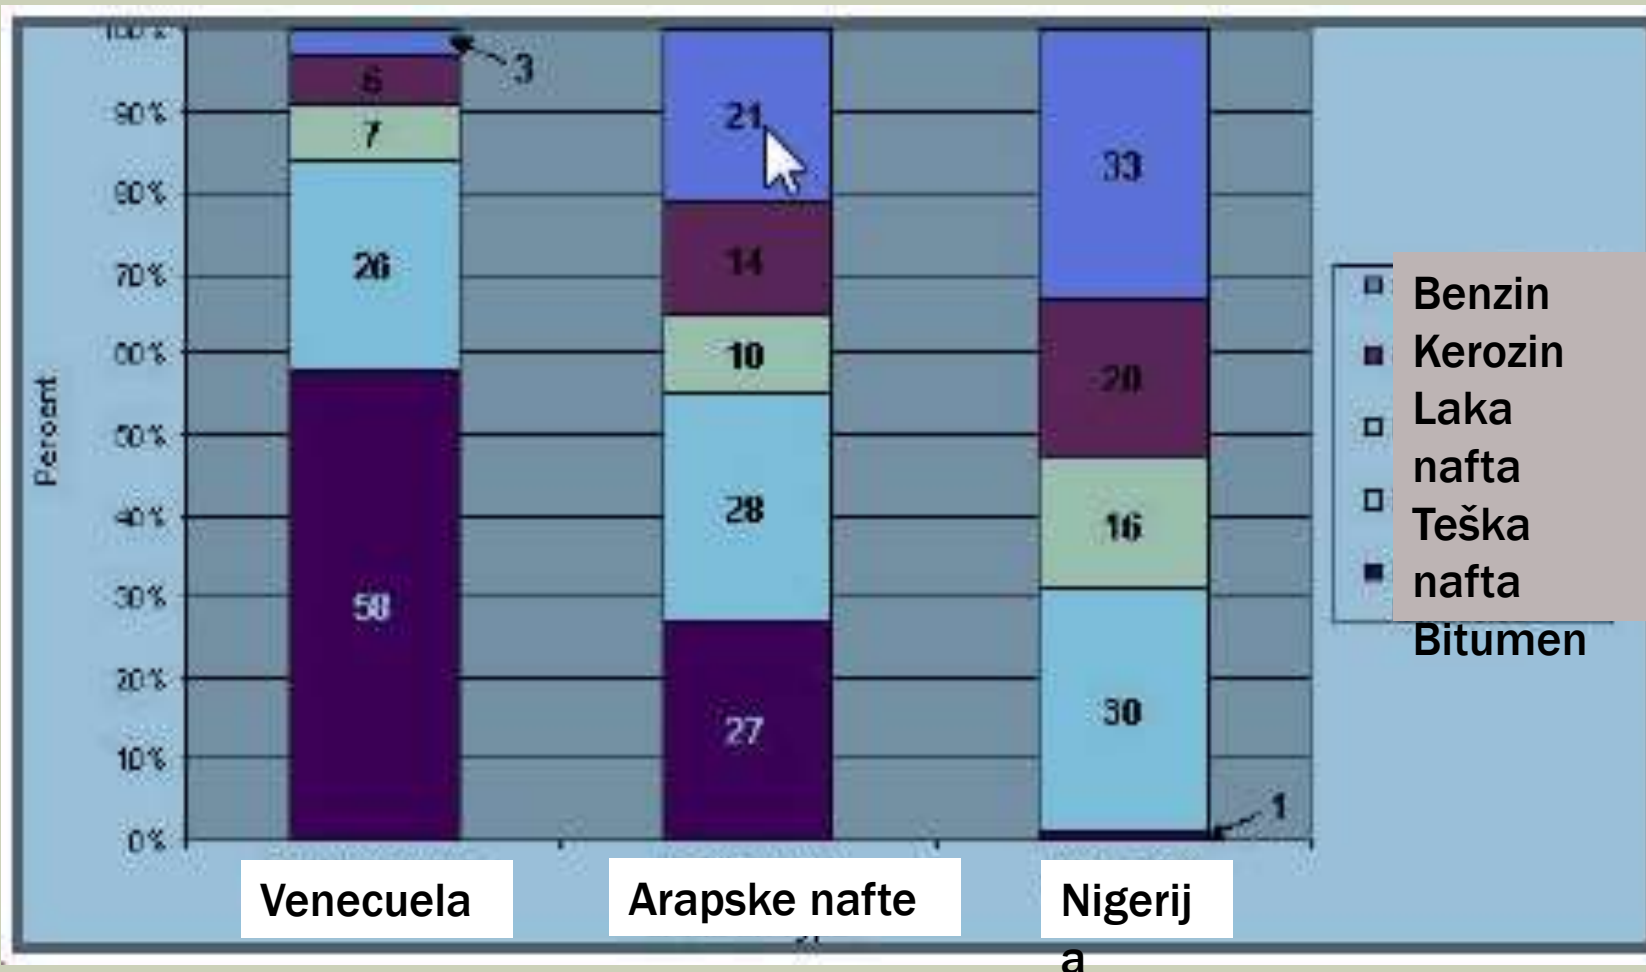 100%
3
6
21
90%
7
33
80%
14
26
70%
10
60%
20
50%
28
16
40%
58
30%
30
27
20%
10%
1
0%
Percent
Benzin
Kerozin
Laka
nafta
Teška
nafta
Bitumen
Venecuela
Arapske nafte
Nigerij
a